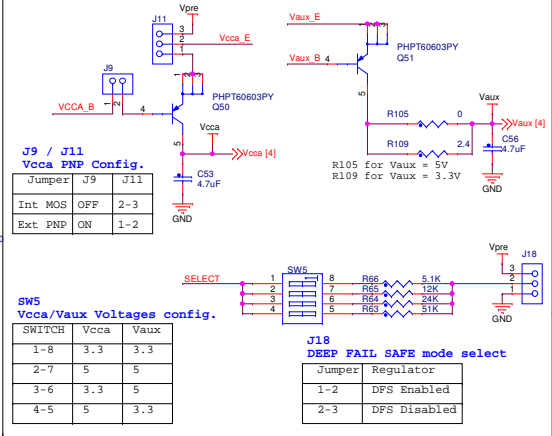 Vpre
J11
3
2
1
Vcca_E
J9
1
2
VCCA_B
4
1
2
3
PHPT60603PY
Q50
5
Vcca
Vcca [4]
C53
4.7uF
GND
Vaux_E
1
2
3
Vaux_B
4
PHPT60603PY
Q51
5
R105
0
Vaux
Vaux [4]
R109
2.4
C56
4.7uF
GND
R105 for Vaux = 5V
R109 for Vaux = 3.3V
J9 / J11
Vcca PNP Config.
Jumper J9 J11
Int MOS OFF 2-3
Ext PNP ON 1-2
SELECT
SW5
1 8
2 7
3 6
4 5
R66 5.1K
R65 12K
R64 24K
R63 51K
Vpre
J18
3
2
1
GND
SW5
Vcca/Vaux Voltages config.
SWITCH Vcca Vaux
1-8 3.3 3.3
2-7 5 5
3-6 3.3 5
4-5 5 3.3
J18
DEEP FAIL SAFE mode select
Jumper Regulator
1-2 DFS Enabled
2-3 DFS Disabled